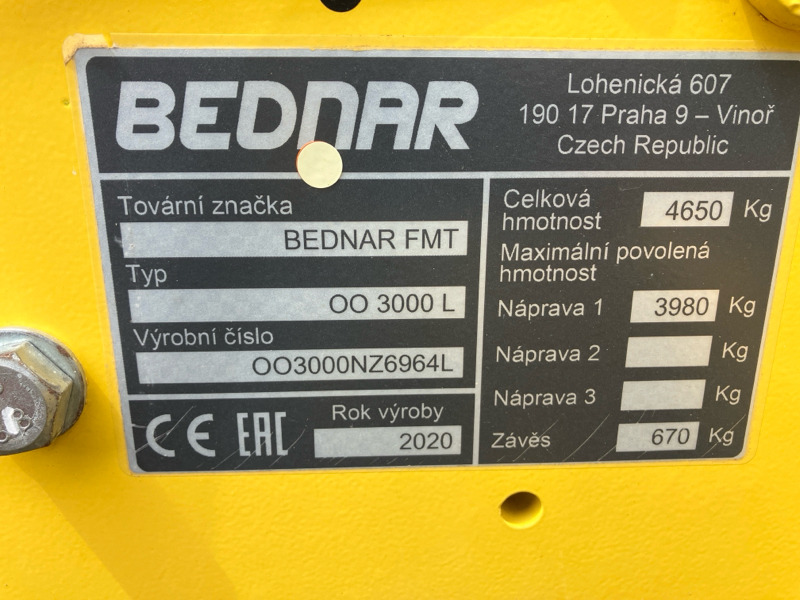 BEDNAR
Lohenická 607
190 17 Praha 9 – Vinoř
Czech Republic
Tovární značka
BEDNAR FMT
Typ
OO 3000 L
Výrobní číslo
OO3000NZ6964L
CE EAC
Rok výroby
2020
Celková hmotnost 4650 Kg
Maximální povolená
hmotnost
Náprava 1 3980 Kg
Náprava 2 Kg
Náprava 3 Kg
Závěs 670 Kg